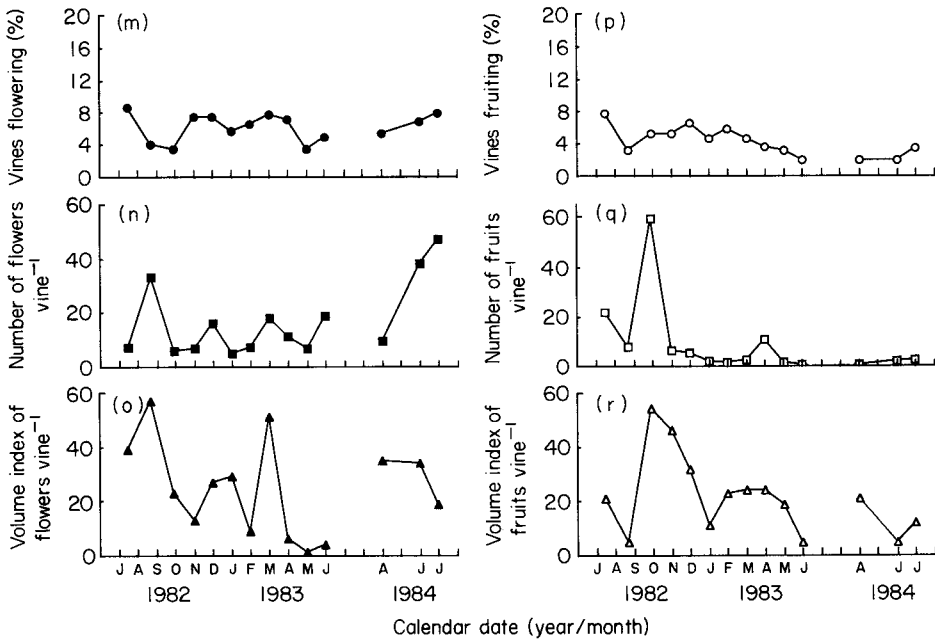 (m)
Vines flowering (%)
20
16
12
8
4
0
(p)
Vines fruiting (%)
20
16
12
8
4
0
(n)
Number of flowers
vine⁻¹
60
40
20
0
(q)
Number of fruits
vine⁻¹
60
40
20
0
(o)
Volume index of
flowers vine⁻¹
60
40
20
0
J A S O N D J F M A M J A J J
1982 1983 1984
(r)
Volume index of
fruits vine⁻¹
60
40
20
0
J A S O N D J F M A M J A J J
1982 1983 1984
Calendar date (year/month)